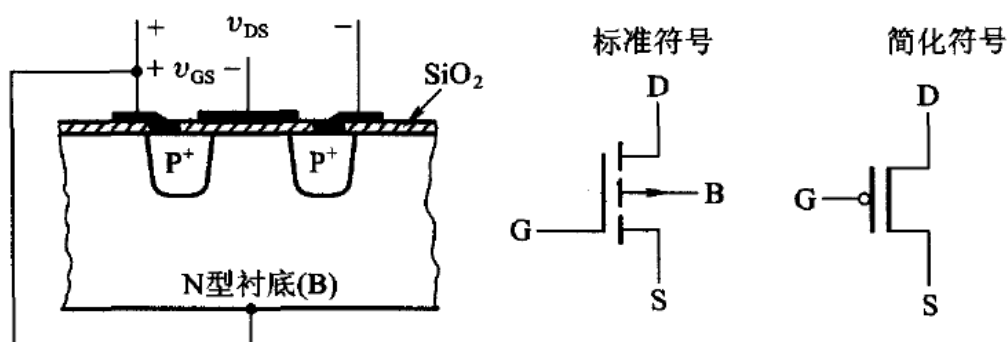 + v_DS −
+ v_GS −
SiO₂
P⁺ P⁺
N型衬底(B)
标准符号
D
B
G
S
简化符号
D
G
S